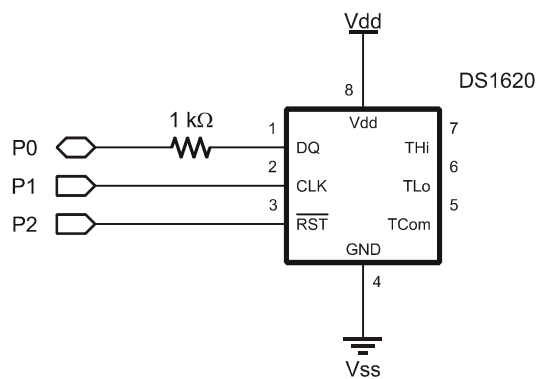 Vdd
8
DS1620
1 kΩ
1
Vdd
7
P0
DQ
THi
2
6
P1
CLK
TLo
3
5
P2
RST
TCom
GND
4
Vss